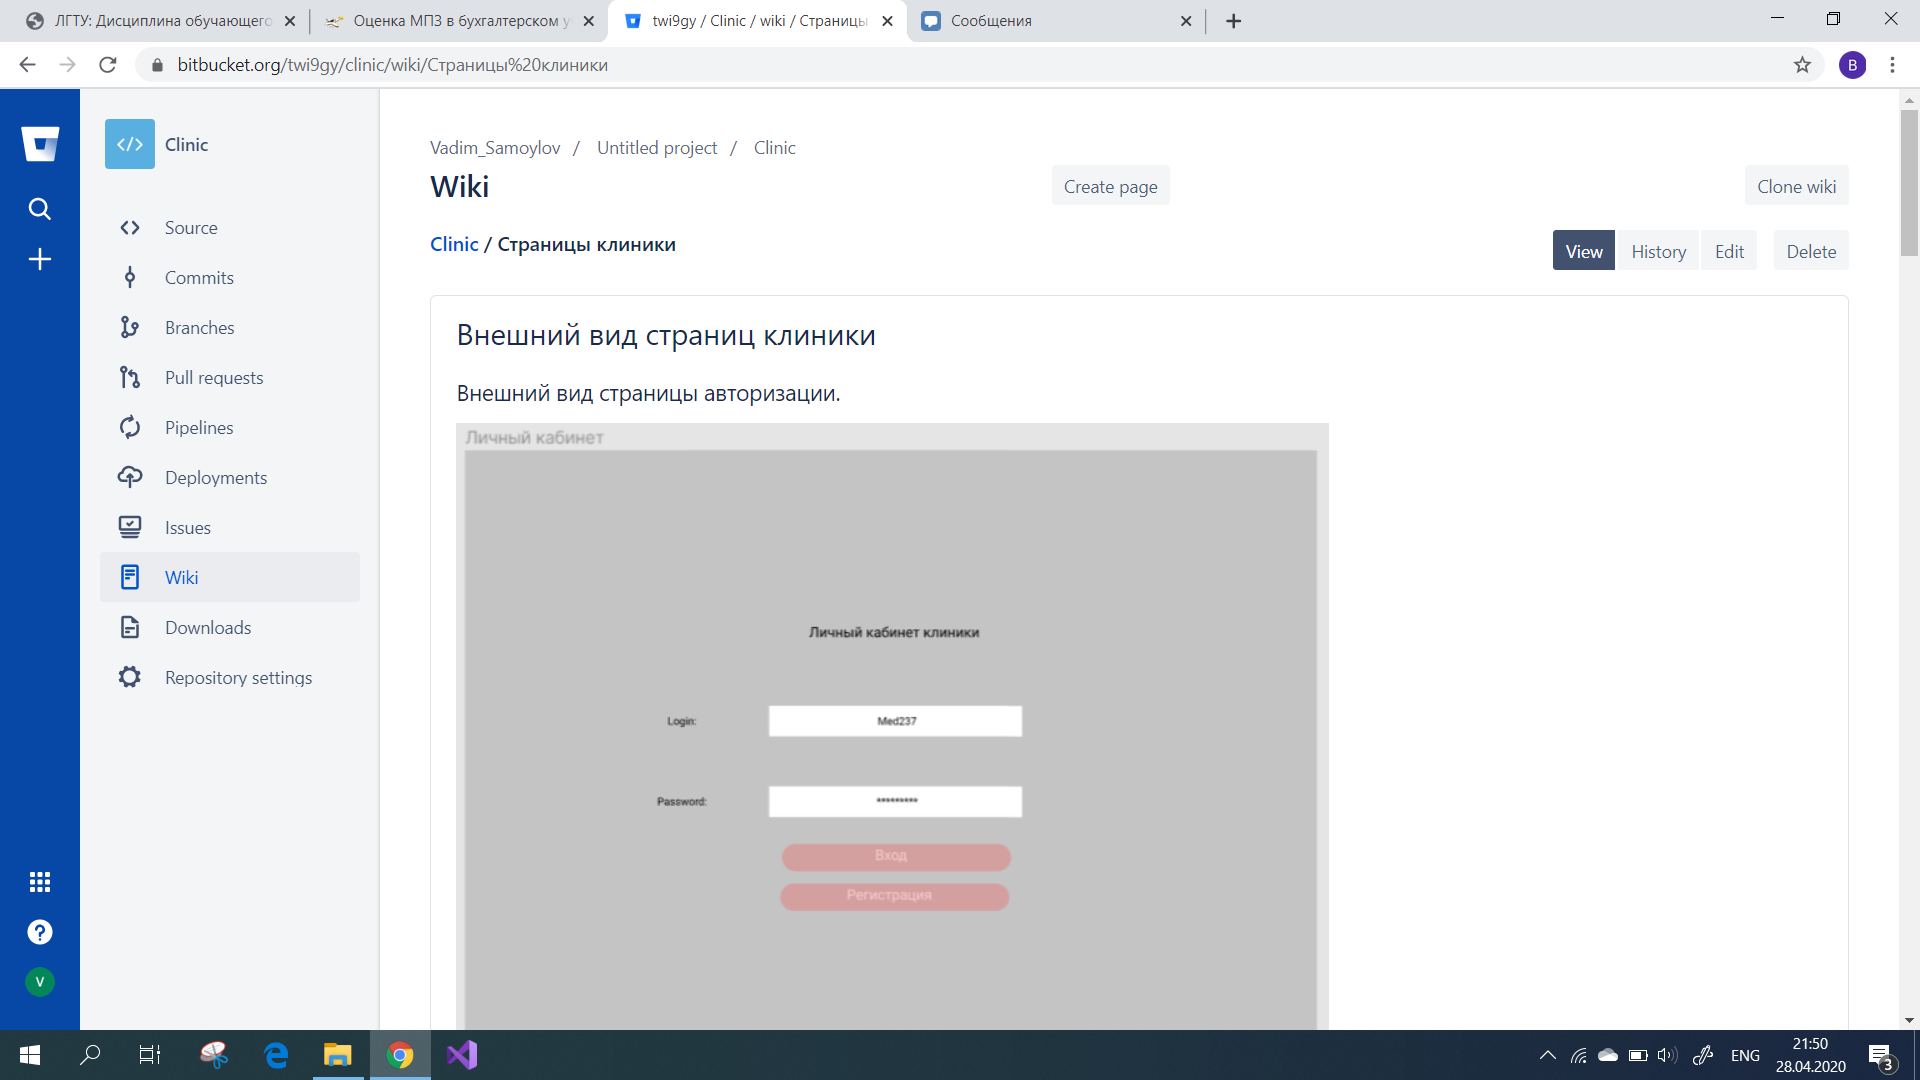 ЛГТУ: Дисциплина обучающего
Оценка МПЗ в бухгалтерском у
twi9gy / Clinic / wiki / Страницы
Сообщения
bitbucket.org/twi9gy/clinic/wiki/Страницы%20клиники
B
Clinic
Source
Commits
Branches
Pull requests
Pipelines
Deployments
Issues
Wiki
Downloads
Repository settings
V
Vadim_Samoylov / Untitled project / Clinic
Wiki
Create page
Clone wiki
Clinic / Страницы клиники
View
History
Edit
Delete
Внешний вид страниц клиники
Внешний вид страницы авторизации.
Личный кабинет
Личный кабинет клиники
Login:
Med237
Password:
*********
Вход
Регистрация
ENG
21:50
28.04.2020
3